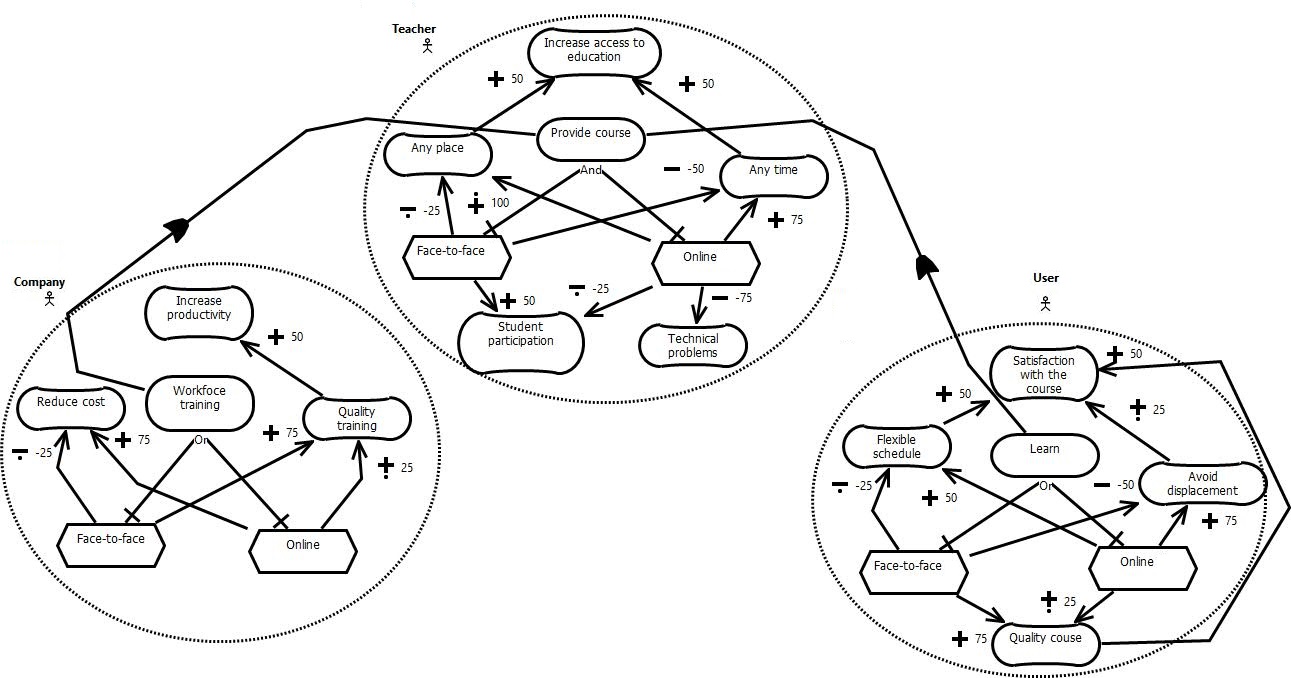 Teacher
Increase access to
education
50
50
Provide course
Any place
And
-50
Any time
-25
100
75
Face-to-face
Online
50
-25
-75
Student
participation
Technical
problems
Company
Increase
productivity
50
Reduce cost
Workfoce
training
Quality
training
75
75
Or
-25
25
Face-to-face
Online
User
Satisfaction
with the
course
50
50
25
Flexible
schedule
Learn
Avoid
displacement
-25
Or
-50
50
75
Face-to-face
Online
25
75
Quality couse